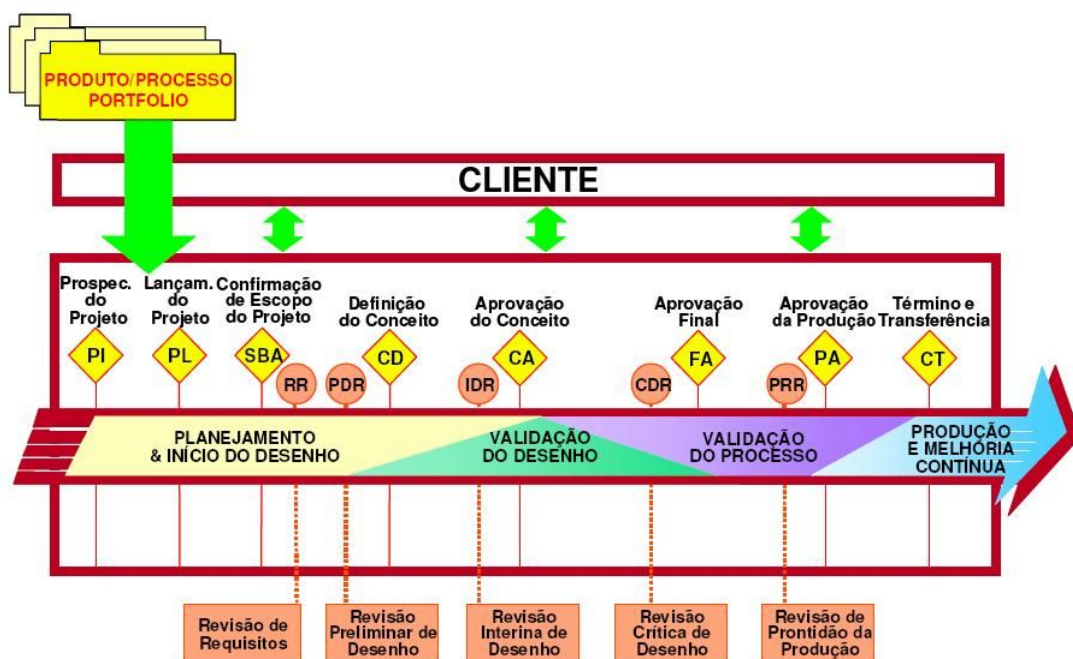 PRODUTO/PROCESSO
PORTFOLIO
CLIENTE
Prospec.
do
Projeto
Lançam.
do
Projeto
Confirmação
de Escopo
do Projeto
Definição
do Conceito
Aprovação
do Conceito
Aprovação
Final
Aprovação
da Produção
Término e
Transferência
PI
PL
SBA
RR
PDR
CD
IDR
CA
CDR
FA
PRR
PA
CT
PLANEJAMENTO
& INÍCIO DO DESENHO
VALIDAÇÃO
DO DESENHO
VALIDAÇÃO
DO PROCESSO
PRODUÇÃO
E MELHÓRIA
CONTÍNUA
Revisão de
Requisitos
Revisão
Preliminar de
Desenho
Revisão
Interina de
Desenho
Revisão
Crítica de
Desenho
Revisão de
Prontidão da
Produção